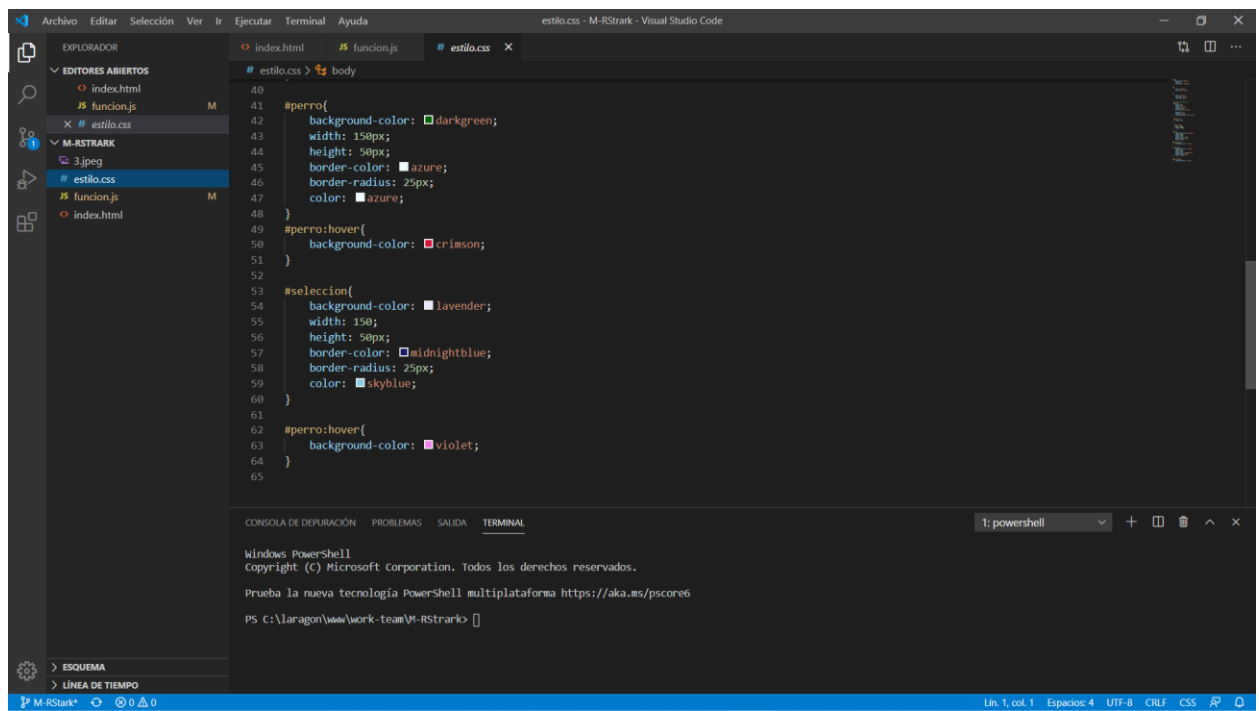 Archivo Editar Selección Ver Ir Ejecutar Terminal Ayuda
estilo.css - M-RStrark - Visual Studio Code
EXPLORADOR
EDITORES ABIERTOS
index.html
JS funcion.js M
# estilo.css
M-RSTRARK
3.jpeg
# estilo.css
JS funcion.js M
index.html
ESQUEMA
LÍNEA DE TIEMPO
index.html JS funcion.js # estilo.css
# estilo.css > body
40
41 #perro{
42 background-color: darkgreen;
43 width: 150px;
44 height: 50px;
45 border-color: azure;
46 border-radius: 25px;
47 color: azure;
48 }
49 #perro:hover{
50 background-color: crimson;
51 }
52
53 #seleccion{
54 background-color: lavender;
55 width: 150;
56 height: 50px;
57 border-color: midnightblue;
58 border-radius: 25px;
59 color: skyblue;
60 }
61
62 #perro:hover{
63 background-color: violet;
64 }
65
CONSOLA DE DEPURACIÓN PROBLEMAS SALIDA TERMINAL
1: powershell
Windows PowerShell
Copyright (C) Microsoft Corporation. Todos los derechos reservados.
Prueba la nueva tecnología PowerShell multiplataforma https://aka.ms/pscore6
PS C:\laragon\www\work-team\M-RStrark>
M-RStark* 0 0
Lín. 1, col. 1 Espacios: 4 UTF-8 CRLF CSS